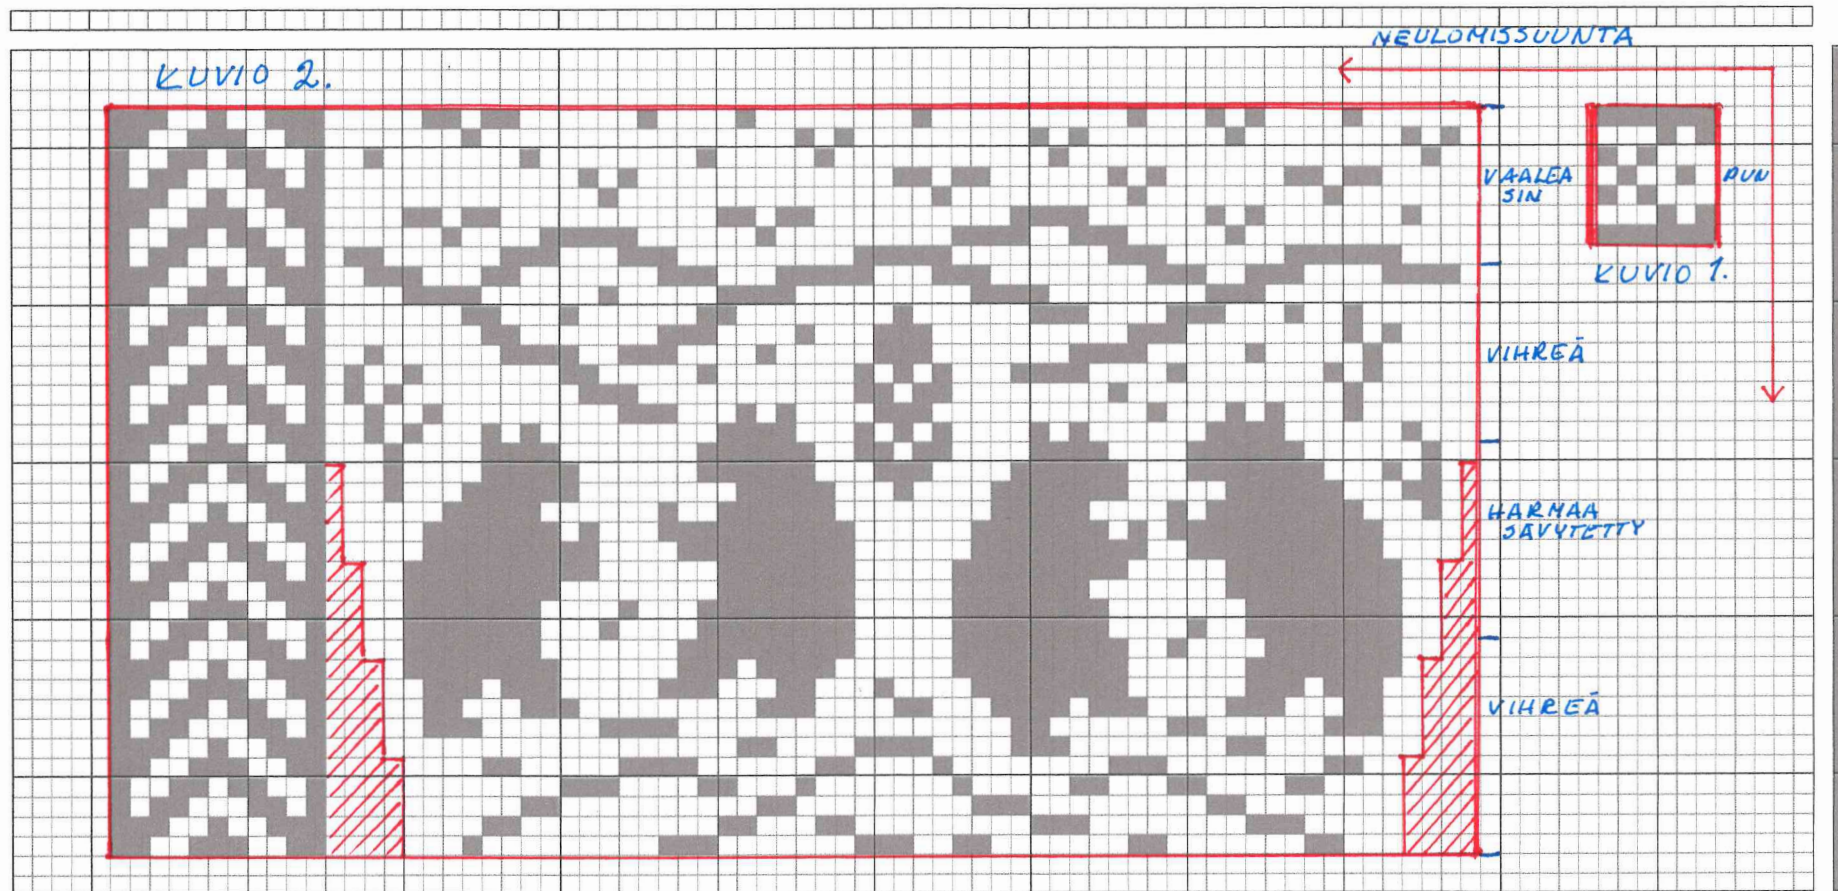 NEULOMISSUUNTA
KUVIO 2.
VAALEA
SIN
PUN
KUVIO 1.
VIHREÄ
HARMAA
SÄVYTETTY
VIHREÄ